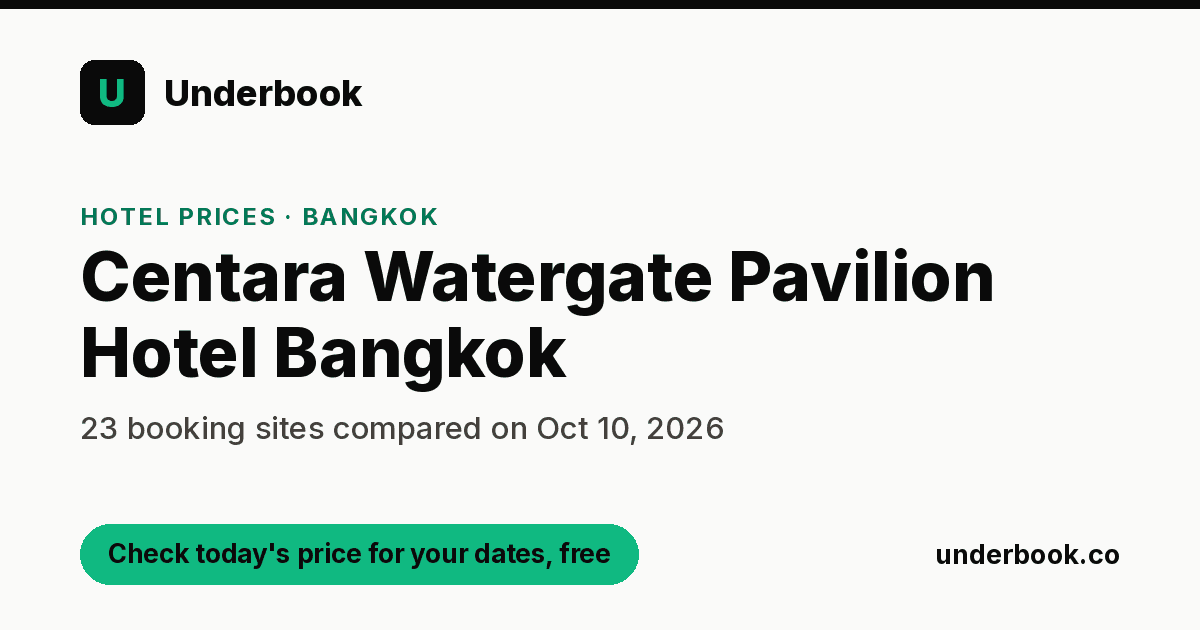 U
Underbook
HOTEL PRICES · BANGKOK
Centara Watergate Pavilion
Hotel Bangkok
23 booking sites compared on Oct 10, 2026
Check today's price for your dates, free
underbook.co